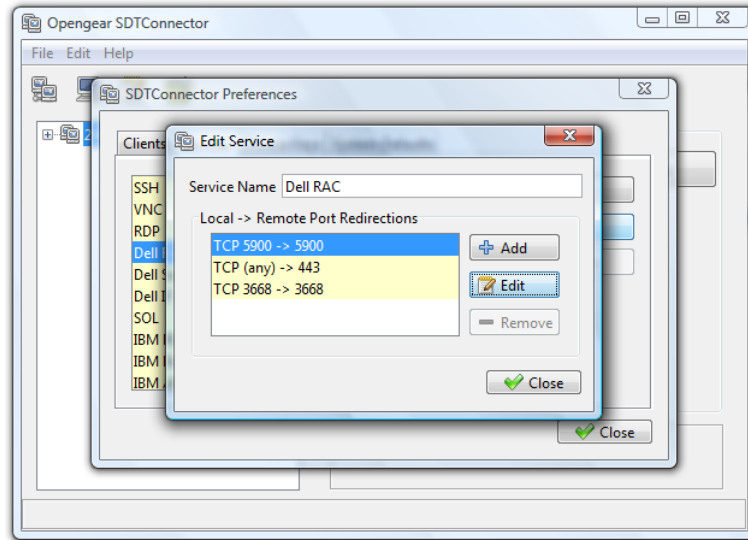 Opengear SDTConnector
File Edit Help
SDTConnector Preferences
Clients
Edit Service
Service Name Dell RAC
Local -> Remote Port Redirections
TCP 5900 -> 5900
TCP (any) -> 443
TCP 3668 -> 3668
Add
Edit
Remove
Close
SSH
VNC
RDP
Dell
Dell
Dell
SOL
IBM
IBM
IBM
Close